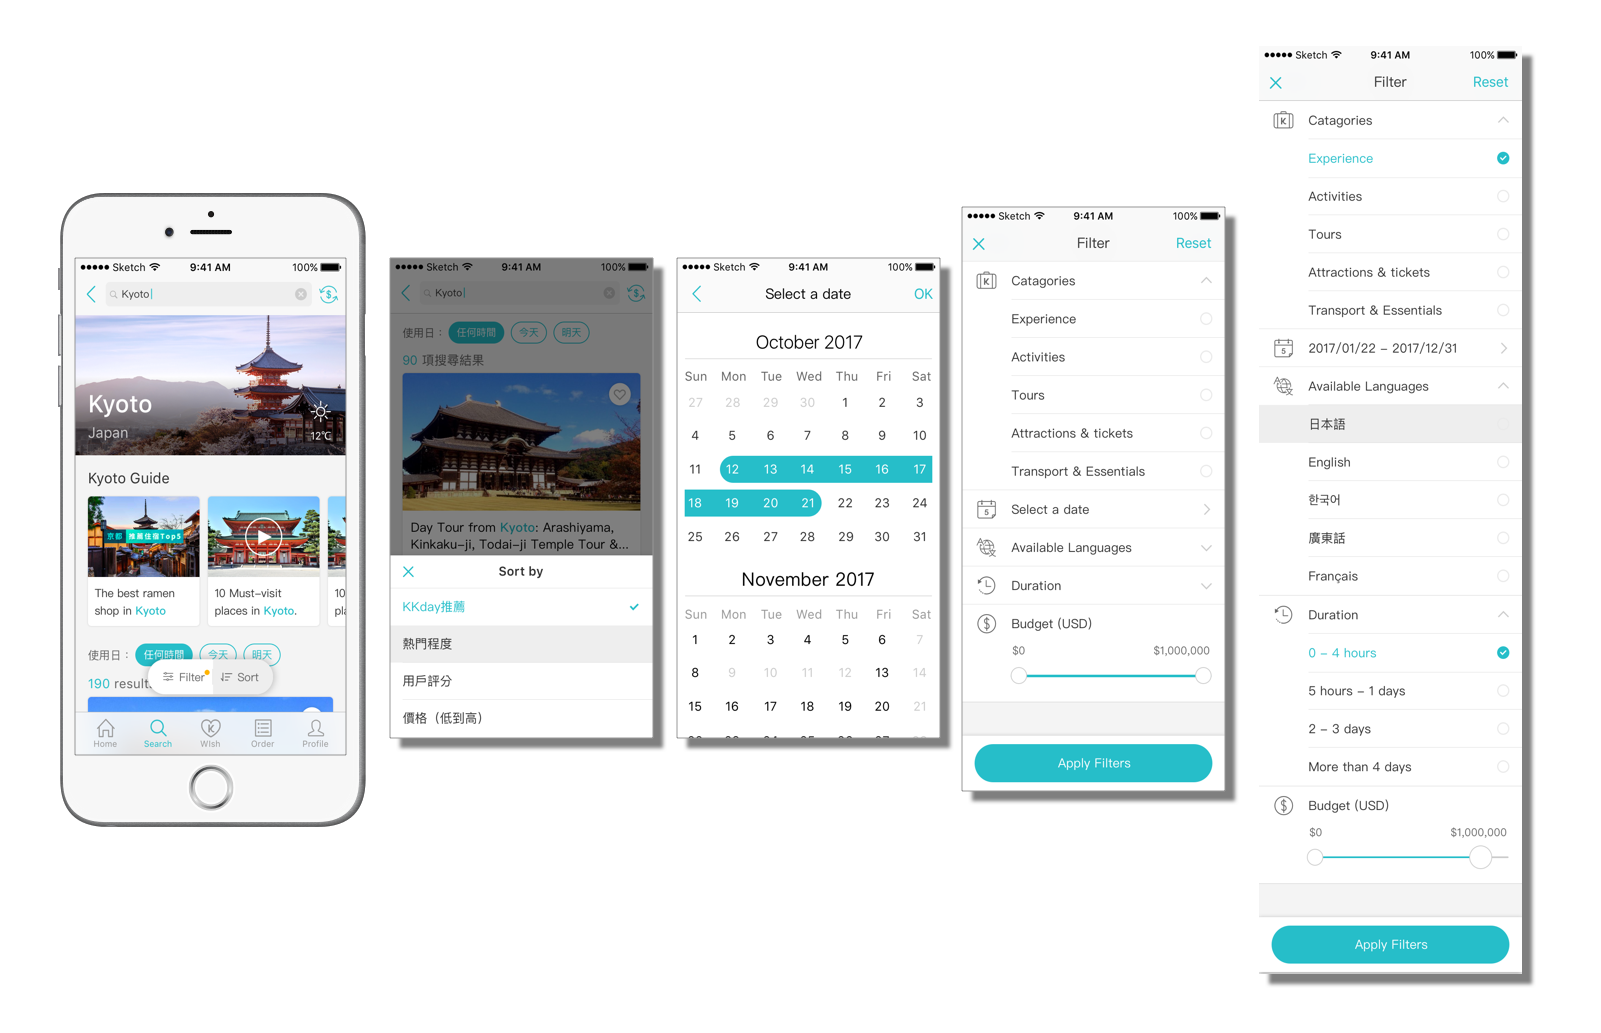 Sketch 9:41 AM 100%
Kyoto
Kyoto
Japan
12°C
Kyoto Guide
京都 推薦住宿Top5
The best ramen
shop in Kyoto
10 Must-visit
places in Kyoto.
10
pla
使用日： 任何時間 今天 明天
190 result
Filter Sort
Home Search Wish Order Profile
Sketch 9:41 AM 100%
Kyoto
使用日： 任何時間 今天 明天
90 項搜尋結果
Day Tour from Kyoto: Arashiyama,
Kinkaku-ji, Todai-ji Temple Tour &...
Sort by
KKday推薦
熱門程度
用戶評分
價格（低到高）
Sketch 9:41 AM 100%
Select a date OK
October 2017
Sun Mon Tue Wed Thu Fri Sat
27 28 29 30 1 2 3
4 5 6 7 8 9 10
11 12 13 14 15 16 17
18 19 20 21 22 23 24
25 26 27 28 29 30 31
November 2017
Sun Mon Tue Wed Thu Fri Sat
1 2 3 4 5 6 7
8 9 10 11 12 13 14
15 16 17 18 19 20 21
Sketch 9:41 AM 100%
Filter Reset
K Catagories
Experience
Activities
Tours
Attractions & tickets
Transport & Essentials
5 Select a date
Available Languages
Duration
$ Budget (USD)
$0 $1,000,000
Apply Filters
Sketch 9:41 AM 100%
Filter Reset
K Catagories
Experience
Activities
Tours
Attractions & tickets
Transport & Essentials
5 2017/01/22 - 2017/12/31
Available Languages
日本語
English
한국어
廣東話
Français
Duration
0 - 4 hours
5 hours - 1 days
2 - 3 days
More than 4 days
$ Budget (USD)
$0 $1,000,000
Apply Filters